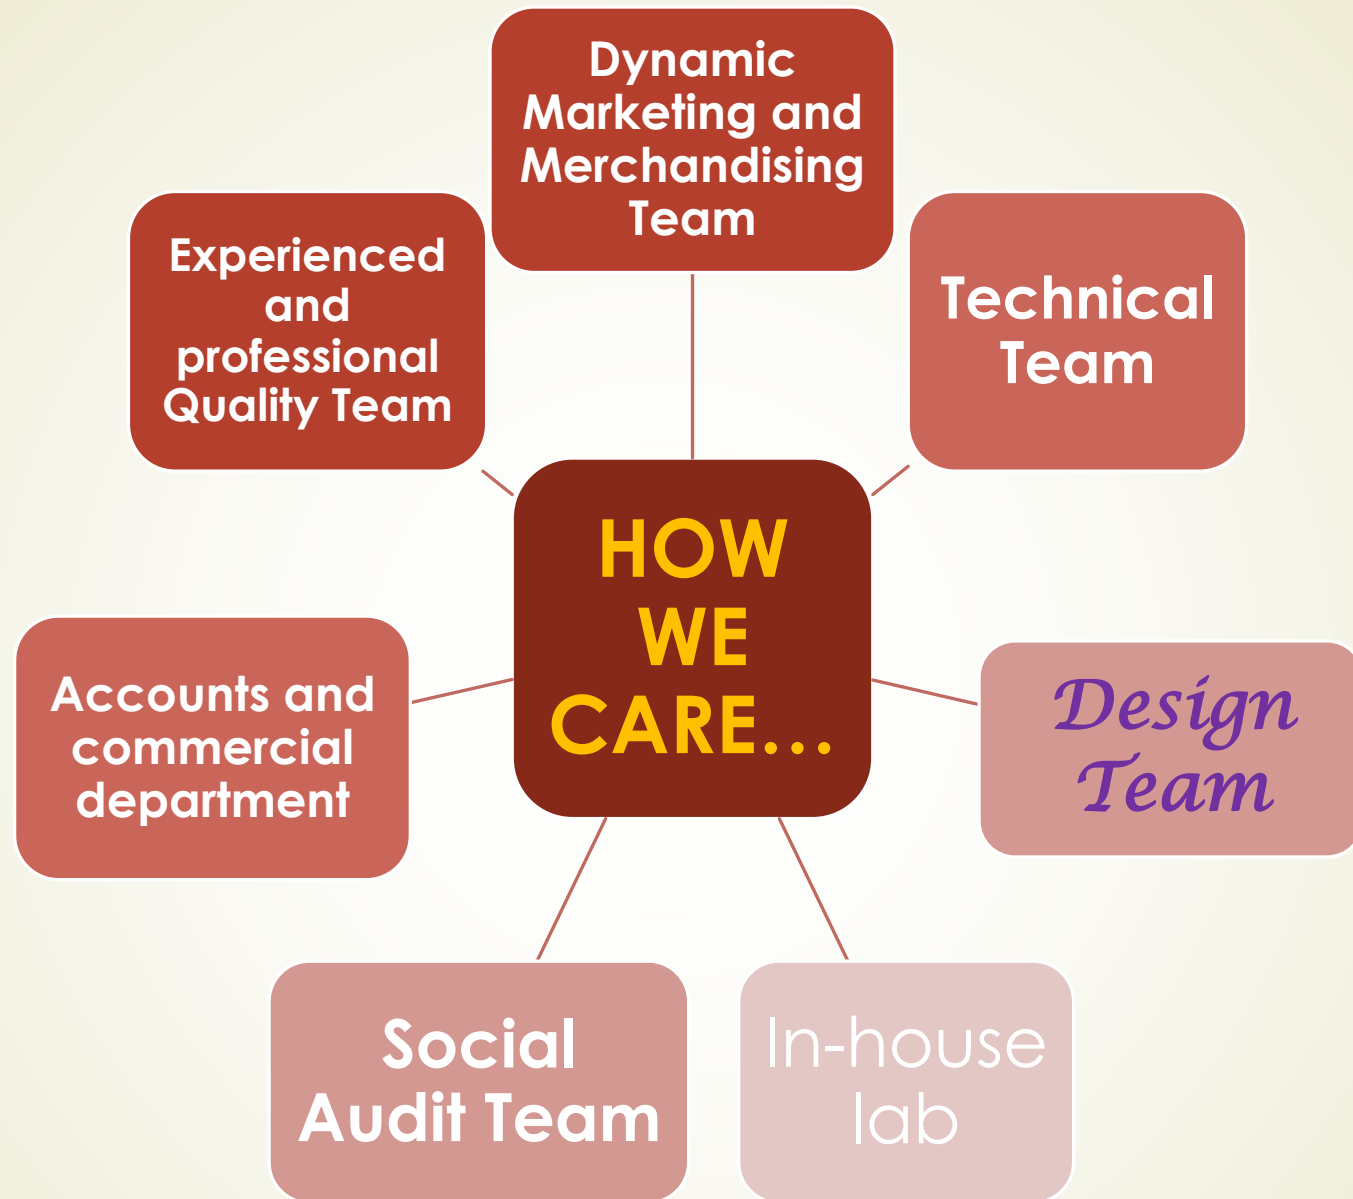 Dynamic
Marketing and
Merchandising
Team
Experienced
and
professional
Quality Team
Technical
Team
HOW
WE
CARE...
Accounts and
commercial
department
Design
Team
Social
Audit Team
In-house
lab